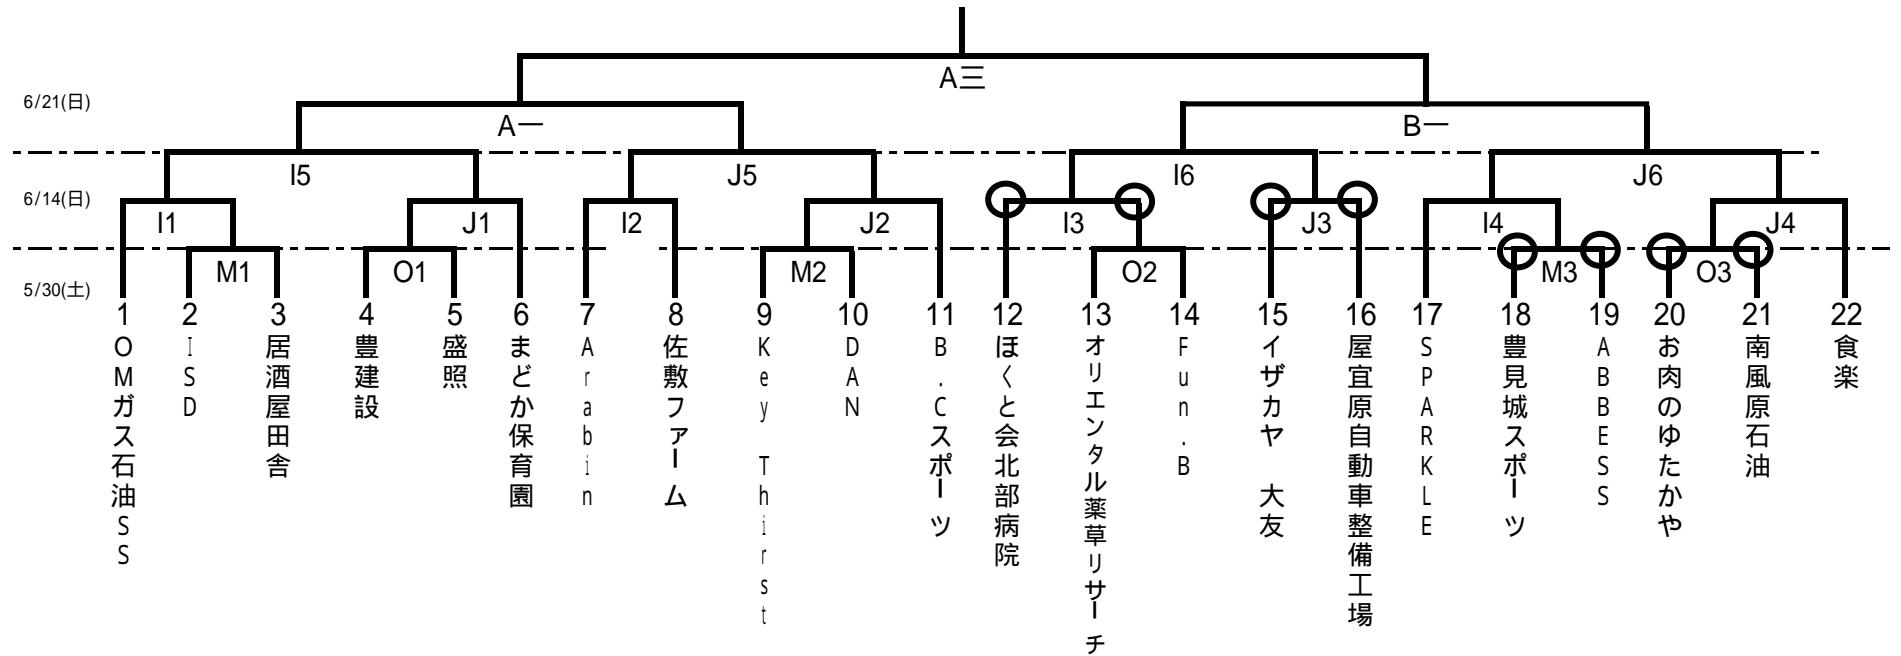 A三
6/21(日)
A一
B一
I5
J5
I6
J6
6/14(日)
I1
J1
I2
J2
I3
J3
I4
J4
M1
O1
M2
O2
M3
O3
5/30(土)
1
2
3
4
5
6
7
8
9
10
11
12
13
14
15
16
17
18
19
20
21
22
OMガス石油SS
ISD
居酒屋田舎
豊建設
盛照
まどか保育園
Arabin
佐敷ファーム
Key Thirst
DAN
B.Cスポーツ
ほくと会北部病院
オリエンタル薬草リサーチ
Fun.B
イザカヤ 大友
屋宜原自動車整備工場
SPARKLE
豊見城スポーツ
ABBESS
お肉のゆたかや
南風原石油
食楽